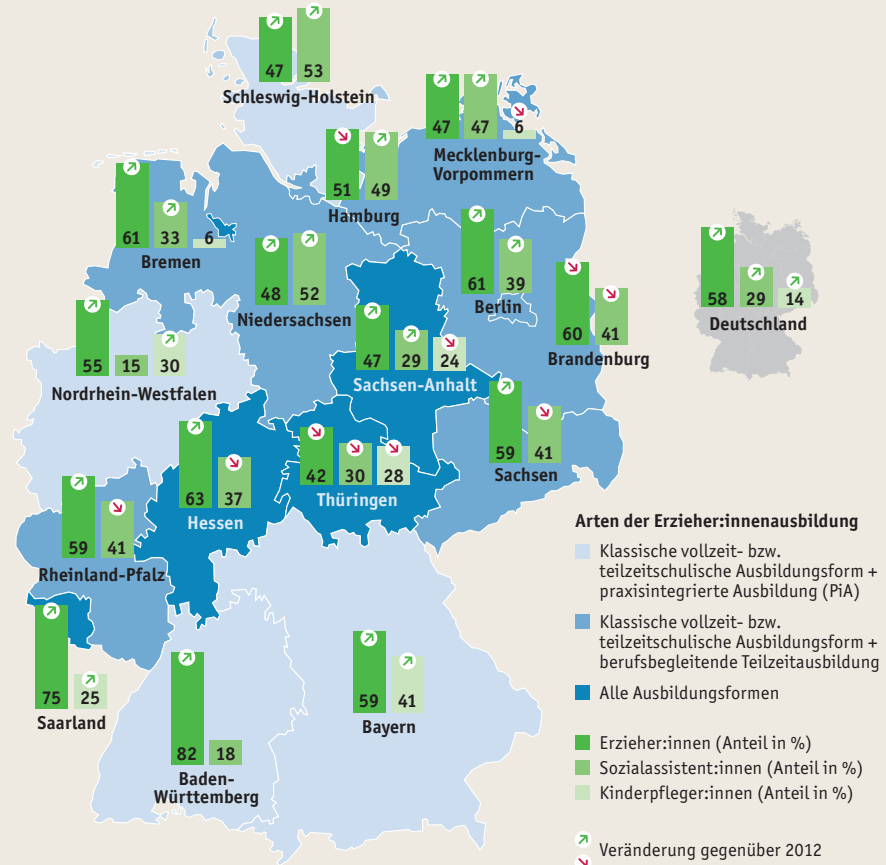 47 53
Schleswig-Holstein
47 47 6
Mecklenburg-
Vorpommern
51 49
Hamburg
61 33 6
Bremen
48 52
Niedersachsen
61 39
Berlin
60 41
Brandenburg
58 29 14
Deutschland
55 15 30
Nordrhein-Westfalen
47 29 24
Sachsen-Anhalt
59 41
Sachsen
63 37
Hessen
42 30 28
Thüringen
59 41
Rheinland-Pfalz
75 25
Saarland
82 18
Baden-
Württemberg
59 41
Bayern
Arten der Erzieher:innenausbildung
Klassische vollzeit- bzw.
teilzeitschulische Ausbildungsform +
praxisintegrierte Ausbildung (PiA)
Klassische vollzeit- bzw.
teilzeitschulische Ausbildungsform +
berufsbegleitende Teilzeitausbildung
Alle Ausbildungsformen
Erzieher:innen (Anteil in %)
Sozialassistent:innen (Anteil in %)
Kinderpfleger:innen (Anteil in %)
Veränderung gegenüber 2012